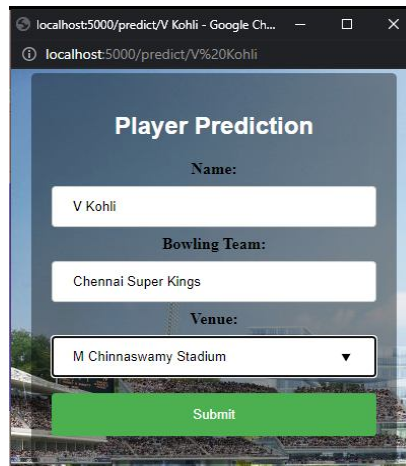 localhost:5000/predict/V Kohli - Google Ch...
localhost:5000/predict/V%20Kohli
Player Prediction
Name:
V Kohli
Bowling Team:
Chennai Super Kings
Venue:
M Chinnaswamy Stadium
Submit